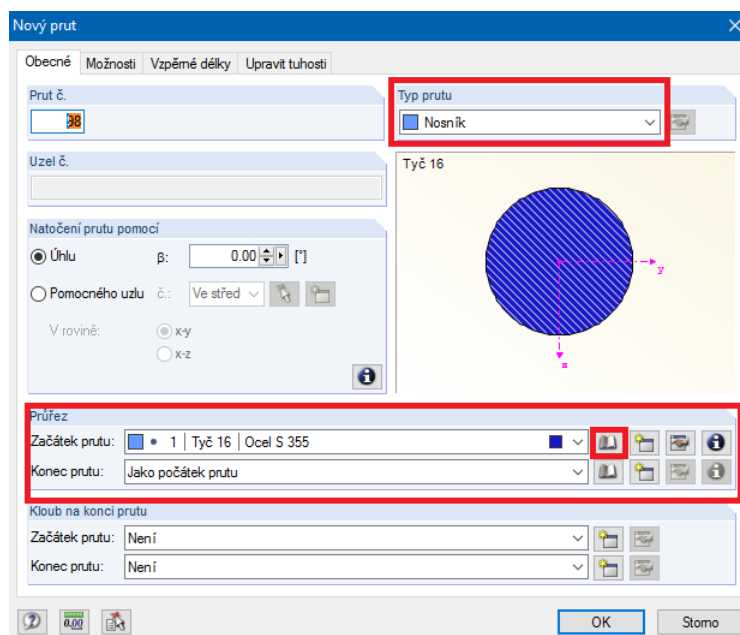 Nový prut
Obecné Možnosti Vzpěrné délky Upravit tuhosti
Prut č.
98
Typ prutu
Nosník
Uzel č.
Tyč 16
Natočení prutu pomocí
Úhlu β: 0.00 [°]
Pomocného uzlu č.: Ve střed
V rovině: x-y
x-z
y
z
Průřez
Začátek prutu: 1 Tyč 16 Ocel S 355
Konec prutu: Jako počátek prutu
Kloub na konci prutu
Začátek prutu: Není
Konec prutu: Není
0.00
OK Storno